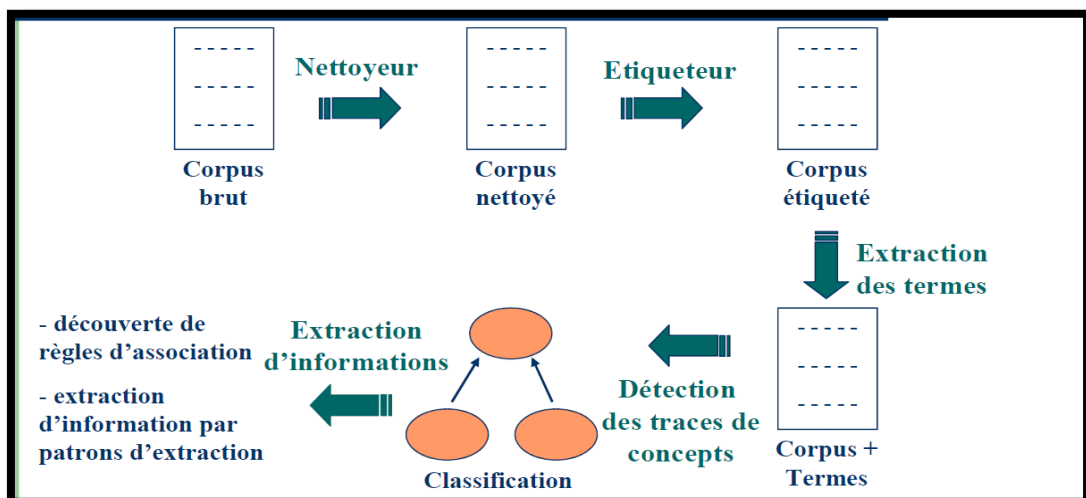 Nettoyeur
Etiqueteur
Corpus
brut
Corpus
nettoyé
Corpus
étiqueté
Extraction
des termes
- découverte de
règles d'association
- extraction
d'information par
patrons d'extraction
Extraction
d'informations
Classification
Détection
des traces de
concepts
Corpus +
Termes